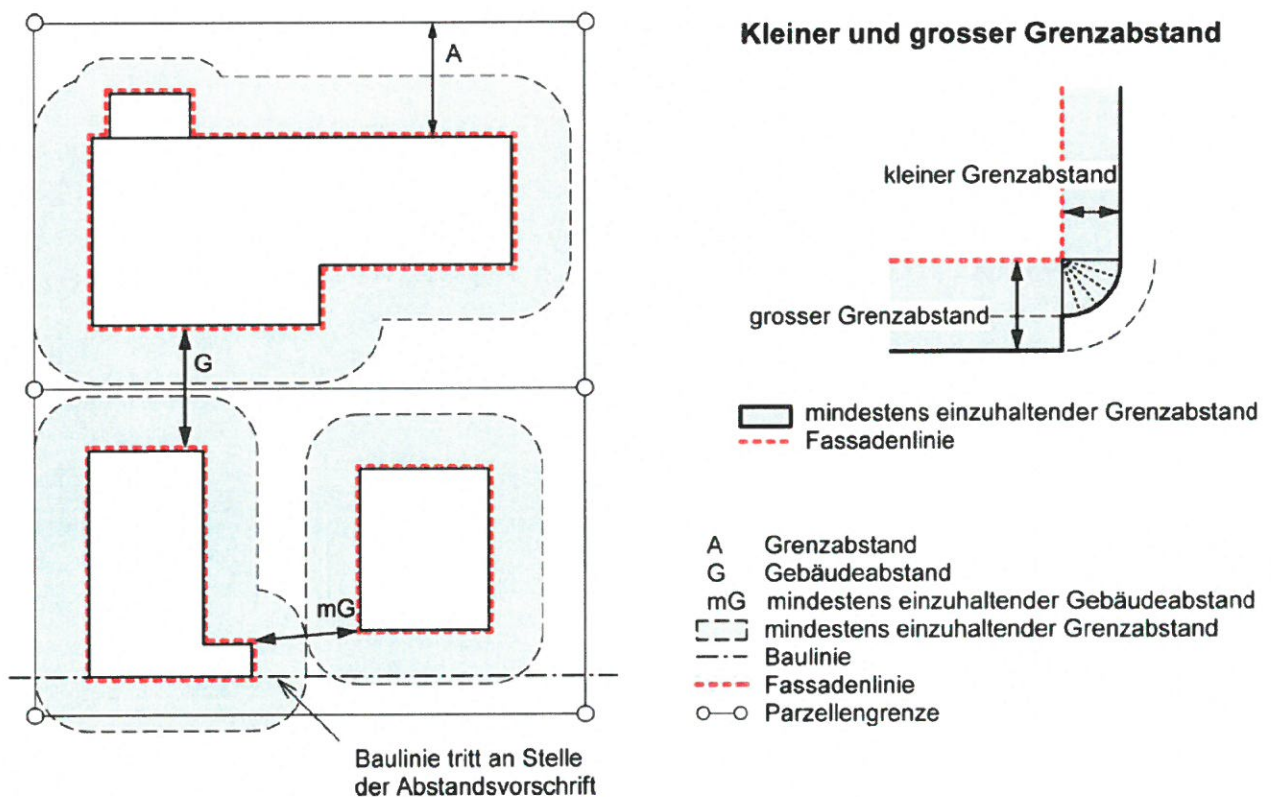 A
G
mG
Baulinie tritt an Stelle
der Abstandsvorschrift
Kleiner und grosser Grenzabstand
kleiner Grenzabstand
grosser Grenzabstand
mindestens einzuhaltender Grenzabstand
Fassadenlinie
A Grenzabstand
G Gebäudeabstand
mG mindestens einzuhaltender Gebäudeabstand
mindestens einzuhaltender Grenzabstand
Baulinie
Fassadenlinie
Parzellengrenze